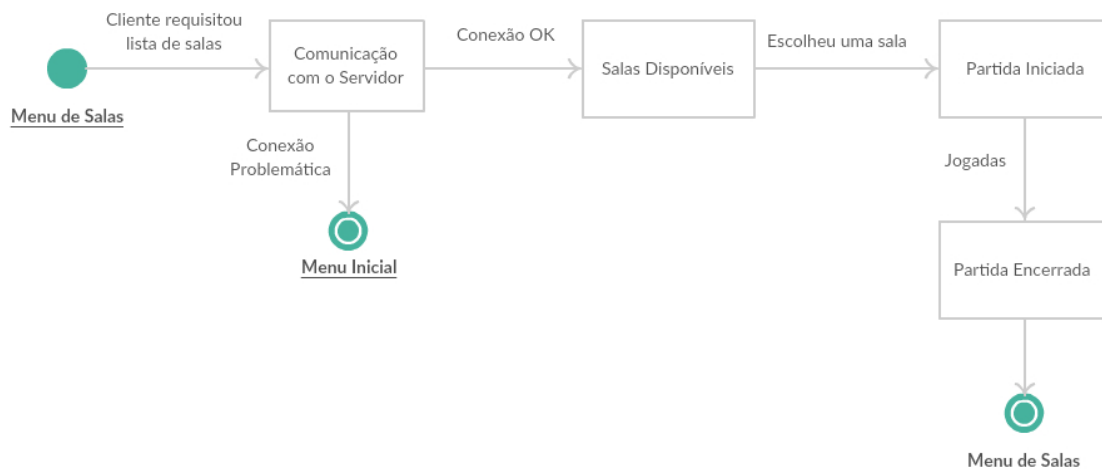 Cliente requisitou
lista de salas
Menu de Salas
Comunicação
com o Servidor
Conexão OK
Salas Disponíveis
Escolheu uma sala
Partida Iniciada
Conexão
Problemática
Menu Inicial
Jogadas
Partida Encerrada
Menu de Salas